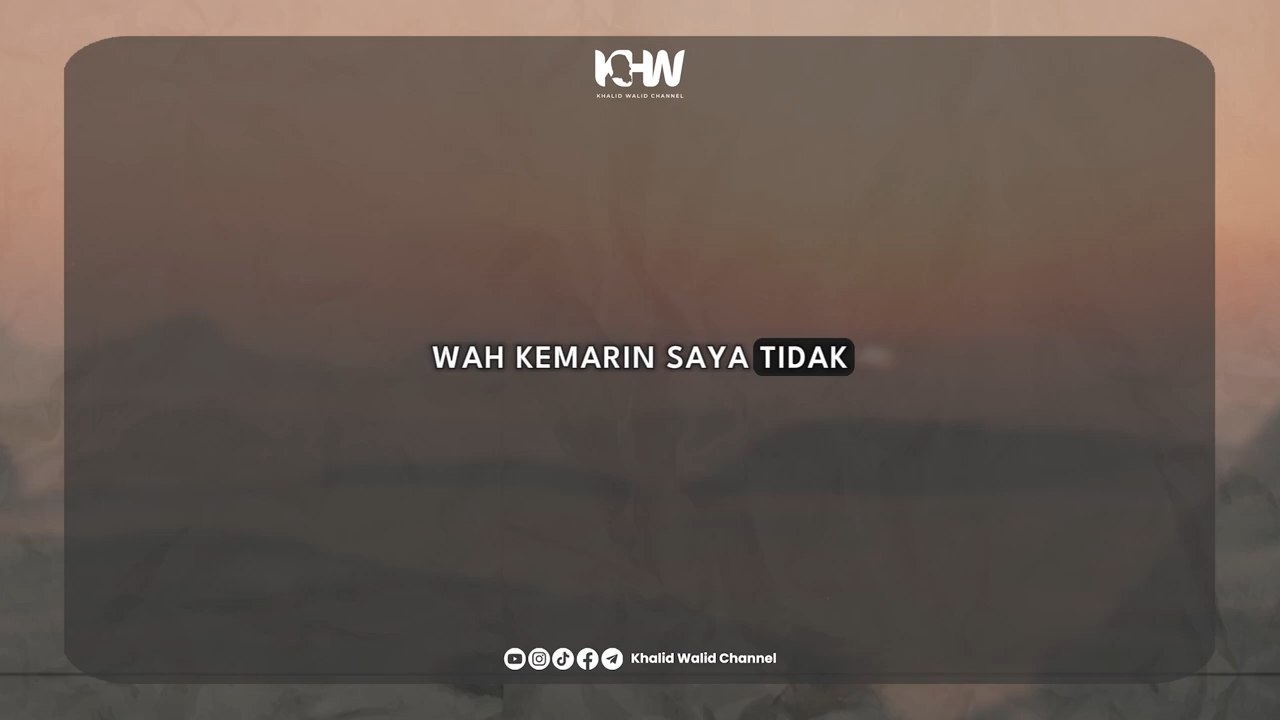 KHW
KHALID WALID CHANNEL
WAH KEMARIN SAYA TIDAK
Khalid Walid Channel